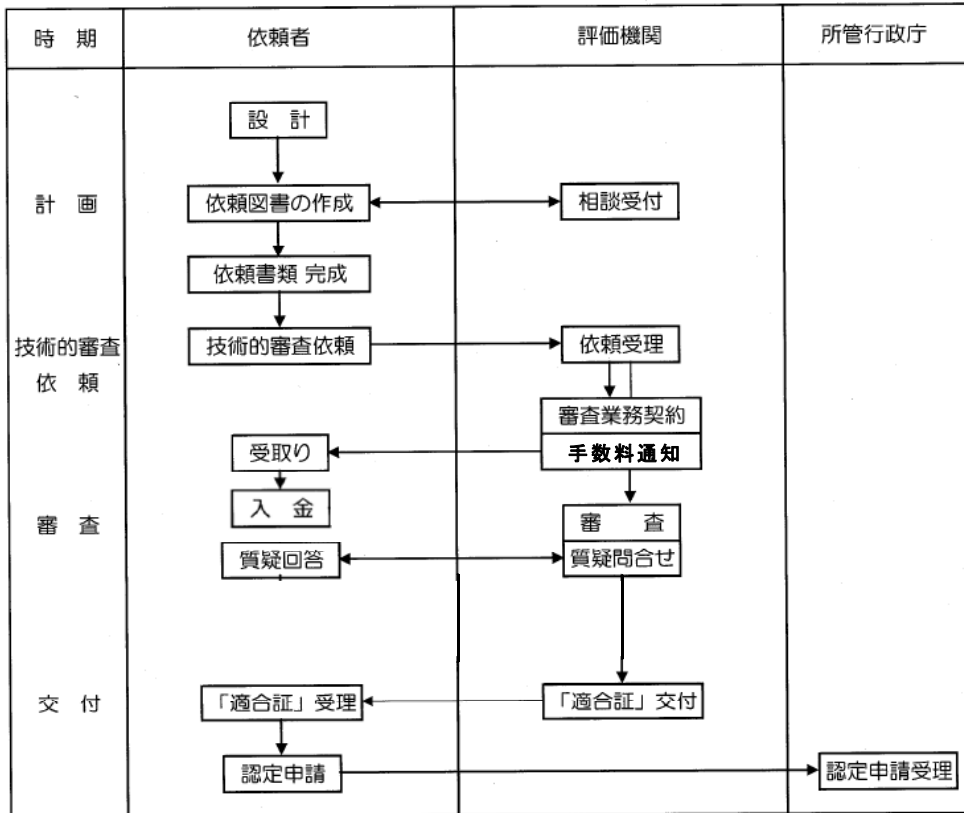 時　期
依頼者
評価機関
所管行政庁
設　計
計　画
依頼図書の作成
相談受付
依頼書類 完成
技術的審査
依　頼
技術的審査依頼
依頼受理
審査業務契約
受取り
手数料通知
審　査
入　金
審　　査
質疑回答
質疑問合せ
交　付
「適合証」受理
「適合証」交付
認定申請
認定申請受理